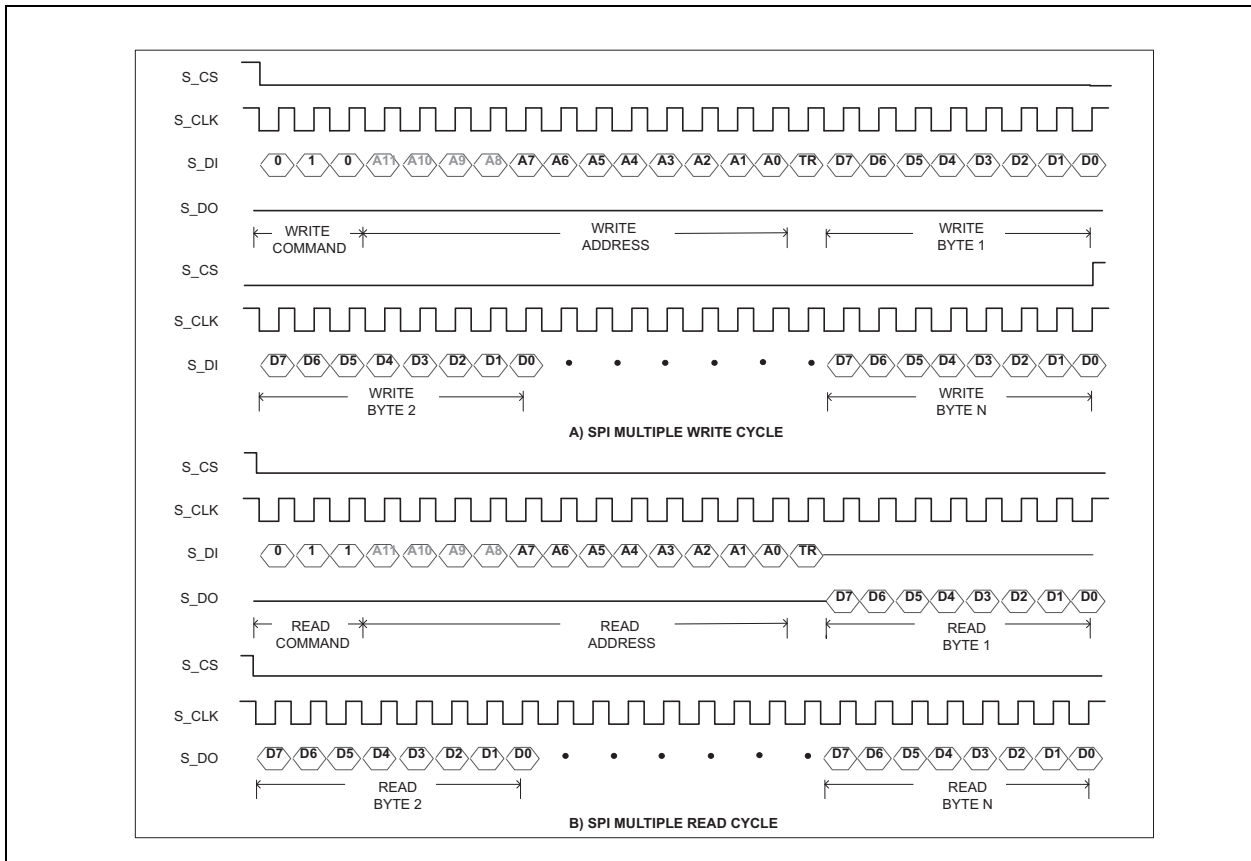 S_CS
S_CLK
S_DI 0 1 0 A11 A10 A9 A8 A7 A6 A5 A4 A3 A2 A1 A0 TR D7 D6 D5 D4 D3 D2 D1 D0
S_DO
WRITE COMMAND WRITE ADDRESS WRITE BYTE 1
S_CS
S_CLK
S_DI D7 D6 D5 D4 D3 D2 D1 D0 • • • • • • D7 D6 D5 D4 D3 D2 D1 D0
WRITE BYTE 2 WRITE BYTE N
A) SPI MULTIPLE WRITE CYCLE
S_CS
S_CLK
S_DI 0 1 1 A11 A10 A9 A8 A7 A6 A5 A4 A3 A2 A1 A0 TR
S_DO D7 D6 D5 D4 D3 D2 D1 D0
READ COMMAND READ ADDRESS READ BYTE 1
S_CS
S_CLK
S_DO D7 D6 D5 D4 D3 D2 D1 D0 • • • • • • D7 D6 D5 D4 D3 D2 D1 D0
READ BYTE 2 READ BYTE N
B) SPI MULTIPLE READ CYCLE